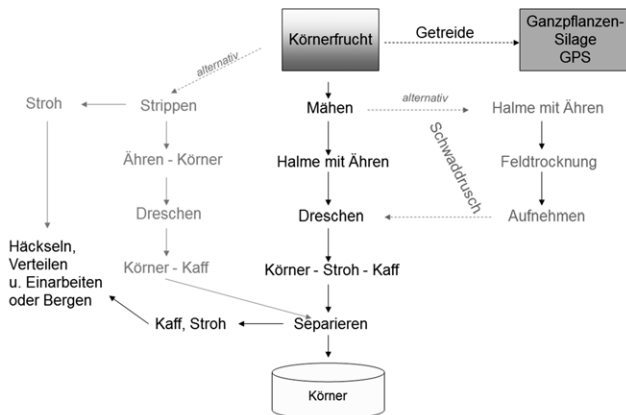 Körnerfrucht
Getreide
Ganzpflanzen-
Silage
GPS
alternativ
Stroh
Strippen
Mähen
alternativ
Halme mit Ähren
Ähren - Körner
Halme mit Ähren
Schwaddrusch
Feldtrocknung
Dreschen
Dreschen
Aufnehmen
Häckseln,
Verteilen
u. Einarbeiten
oder Bergen
Körner - Kaff
Körner - Stroh - Kaff
Kaff, Stroh
Separieren
Körner